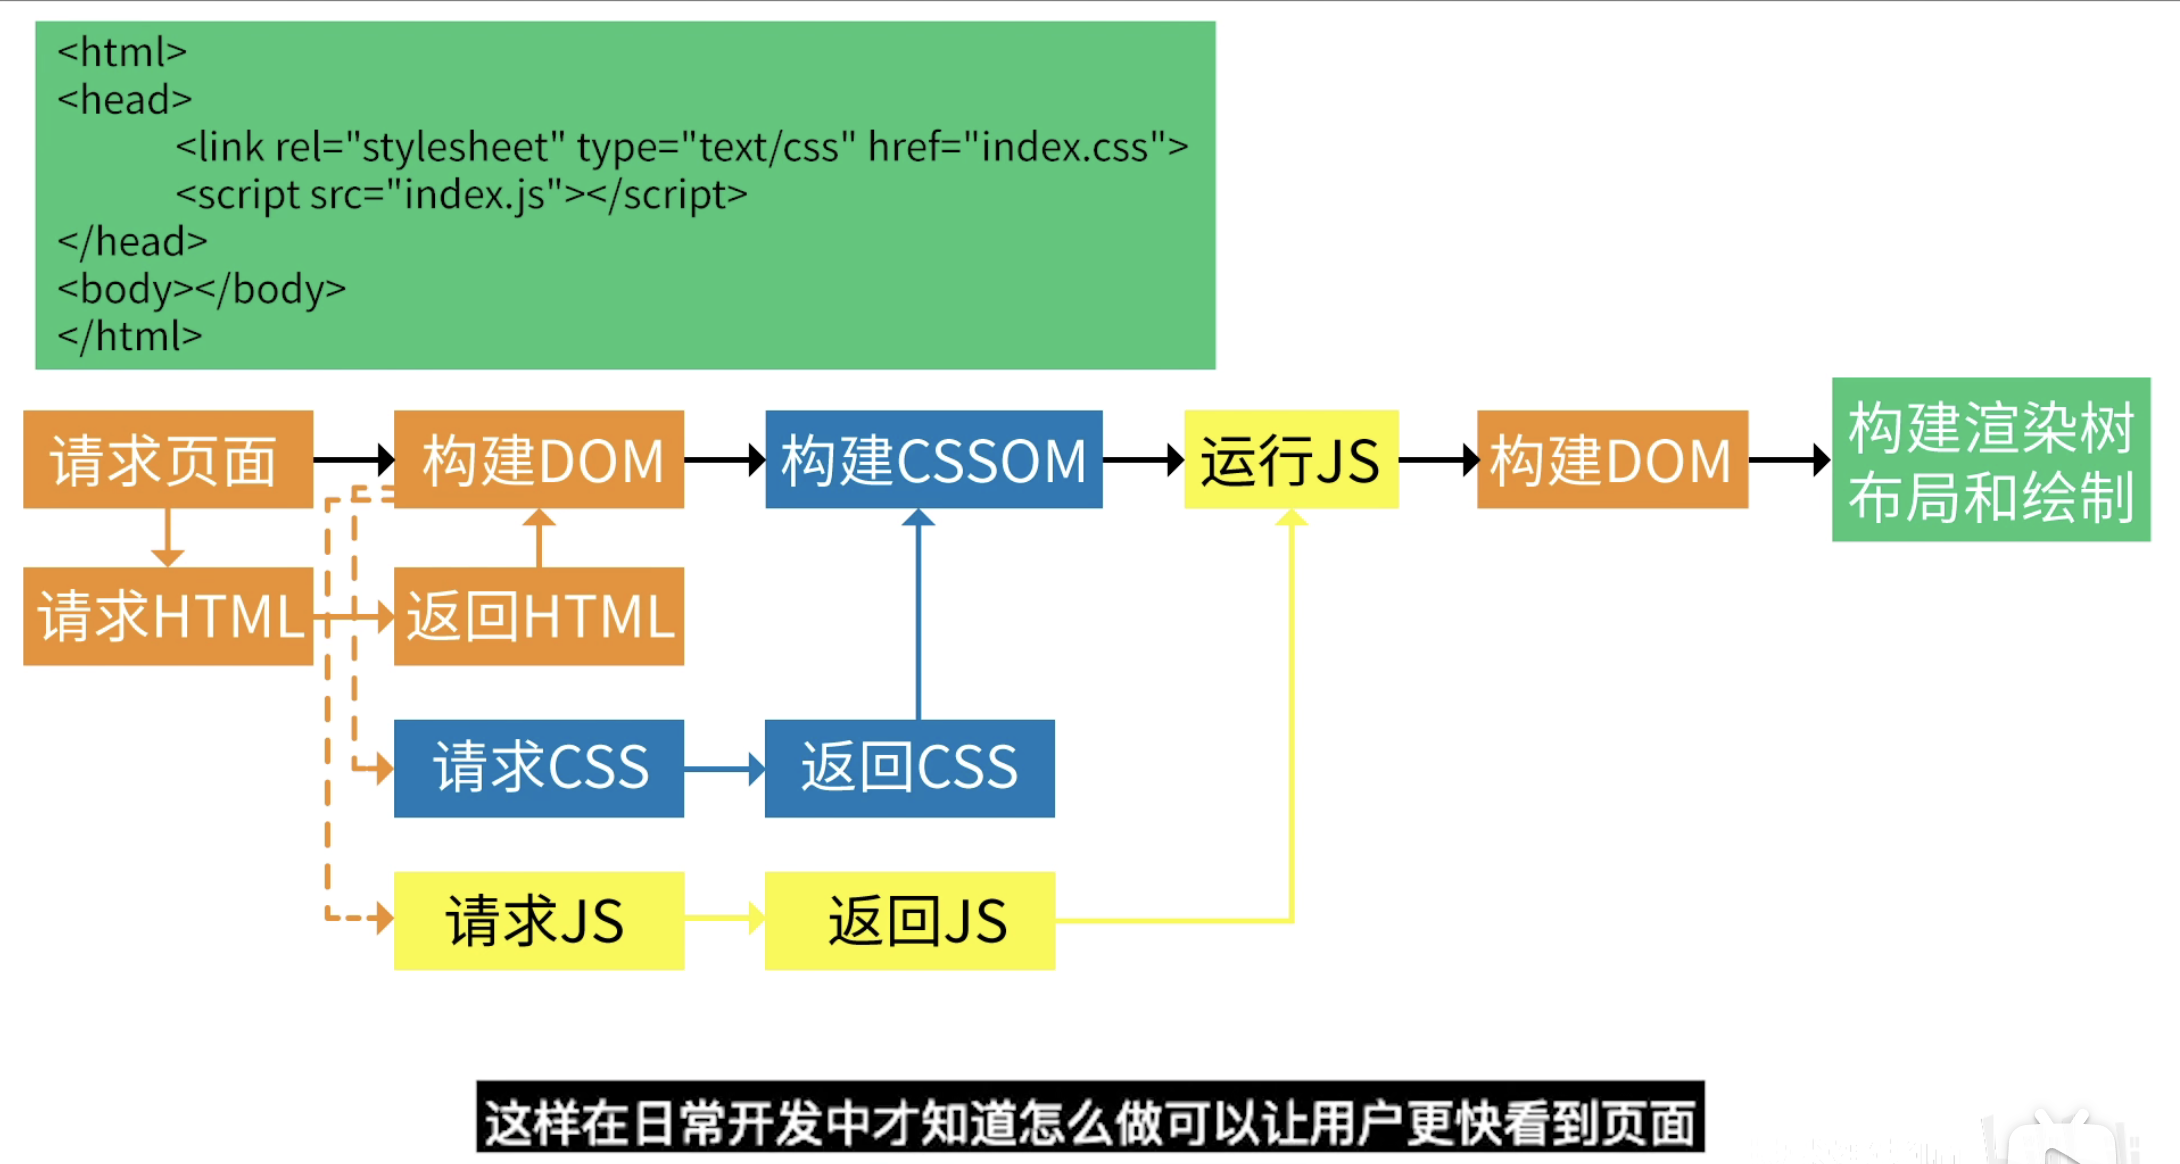 <html>
<head>
<link rel="stylesheet" type="text/css" href="index.css">
<script src="index.js"></script>
</head>
<body></body>
</html>
请求页面
构建DOM
构建CSSOM
运行JS
构建DOM
构建渲染树
布局和绘制
请求HTML
返回HTML
请求CSS
返回CSS
请求JS
返回JS
这样在日常开发中才知道怎么做可以让用户更快看到页面